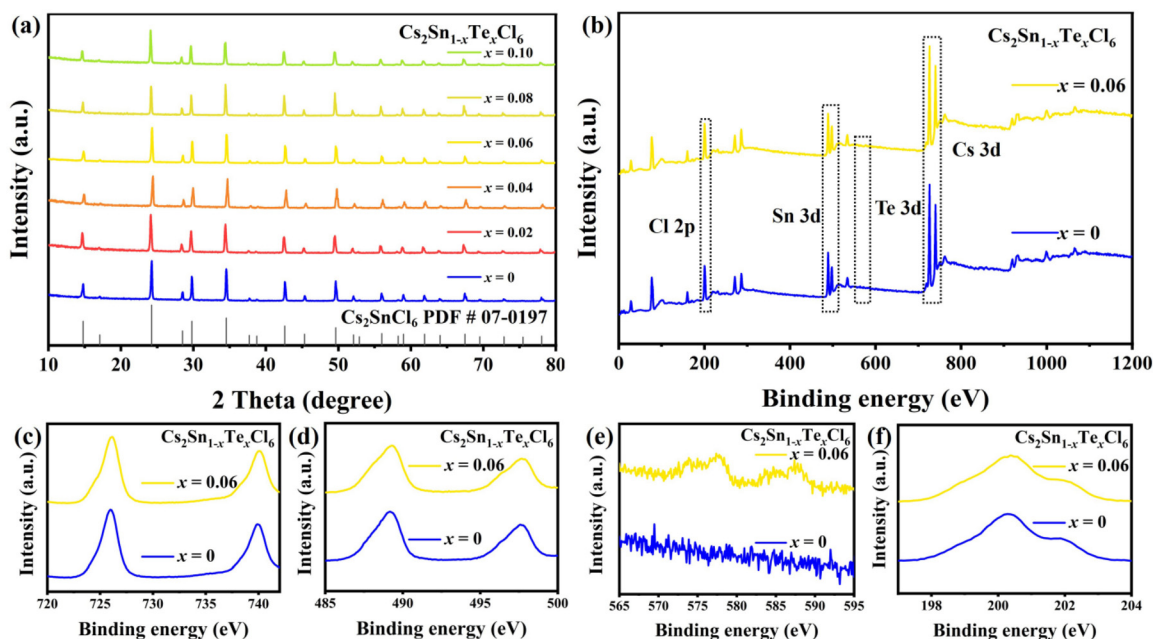 (a)
Cs₂Sn₁₋ₓTeₓCl₆
x = 0.10
x = 0.08
x = 0.06
x = 0.04
x = 0.02
x = 0
Cs₂SnCl₆ PDF # 07-0197
Intensity (a.u.)
10 20 30 40 50 60 70 80
2 Theta (degree)
(b)
Cs₂Sn₁₋ₓTeₓCl₆
x = 0.06
Cs 3d
Te 3d
Sn 3d
Cl 2p
x = 0
Intensity (a.u.)
0 200 400 600 800 1000 1200
Binding energy (eV)
(c)
Cs₂Sn₁₋ₓTeₓCl₆
x = 0.06
x = 0
Intensity (a.u.)
720 725 730 735 740
Binding energy (eV)
(d)
Cs₂Sn₁₋ₓTeₓCl₆
x = 0.06
x = 0
Intensity (a.u.)
485 490 495 500
Binding energy (eV)
(e)
Cs₂Sn₁₋ₓTeₓCl₆
x = 0.06
x = 0
Intensity (a.u.)
565 570 575 580 585 590 595
Binding energy (eV)
(f)
Cs₂Sn₁₋ₓTeₓCl₆
x = 0.06
x = 0
Intensity (a.u.)
198 200 202 204
Binding energy (eV)